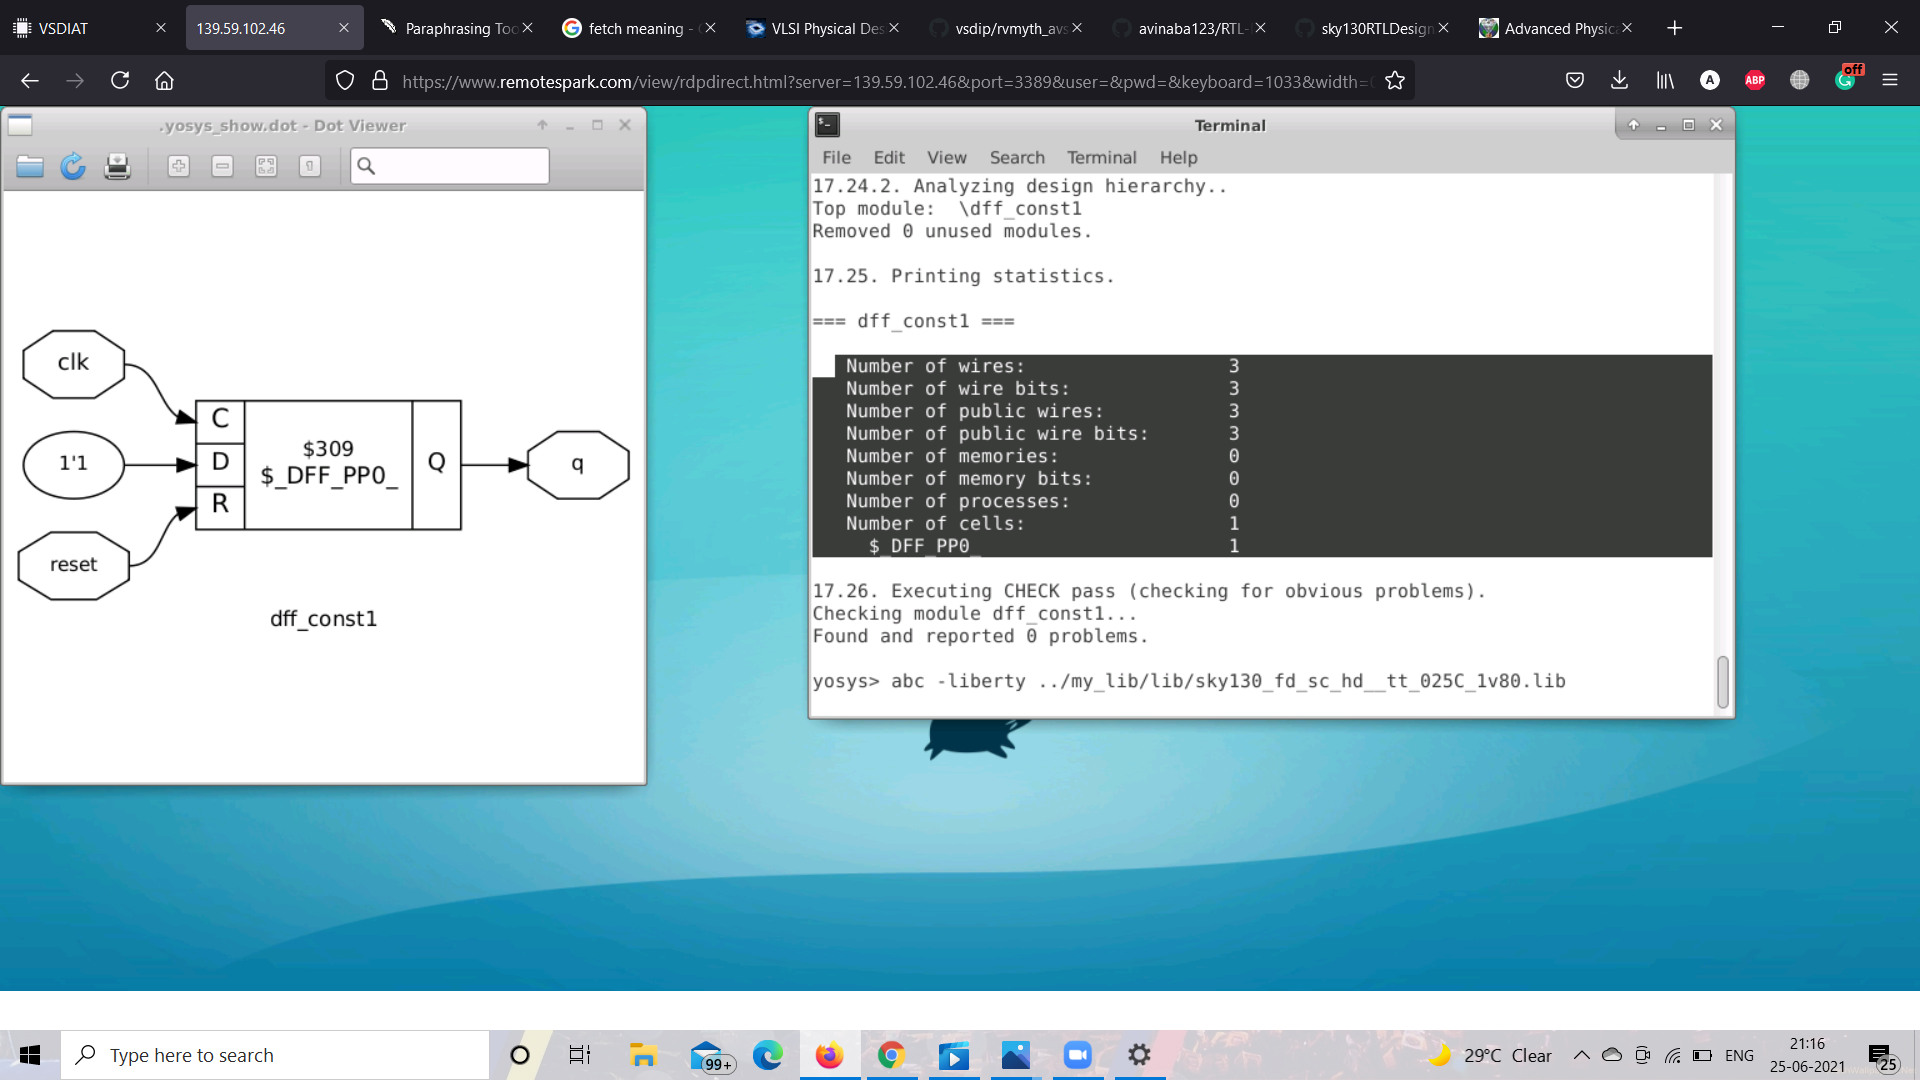 VSDIAT
139.59.102.46
Paraphrasing Too
fetch meaning -
VLSI Physical Des
vsdip/rvmyth_avs
avinaba123/RTL-
sky130RTLDesign
Advanced Physic
https://www.remotespark.com/view/rdpdirect.html?server=139.59.102.46&port=3389&user=&pwd=&keyboard=1033&width=
A
ABP
off
.yosys_show.dot - Dot Viewer
clk
1'1
reset
C
D
R
$309
$_DFF_PP0_
Q
q
dff_const1
Terminal
File Edit View Search Terminal Help
17.24.2. Analyzing design hierarchy..
Top module:  \dff_const1
Removed 0 unused modules.
17.25. Printing statistics.
=== dff_const1 ===
Number of wires: 3
Number of wire bits: 3
Number of public wires: 3
Number of public wire bits: 3
Number of memories: 0
Number of memory bits: 0
Number of processes: 0
Number of cells: 1
$_DFF_PP0_ 1
17.26. Executing CHECK pass (checking for obvious problems).
Checking module dff_const1...
Found and reported 0 problems.
yosys> abc -liberty ../my_lib/lib/sky130_fd_sc_hd__tt_025C_1v80.lib
Type here to search
99+
29°C Clear
ENG
21:16
25-06-2021
25